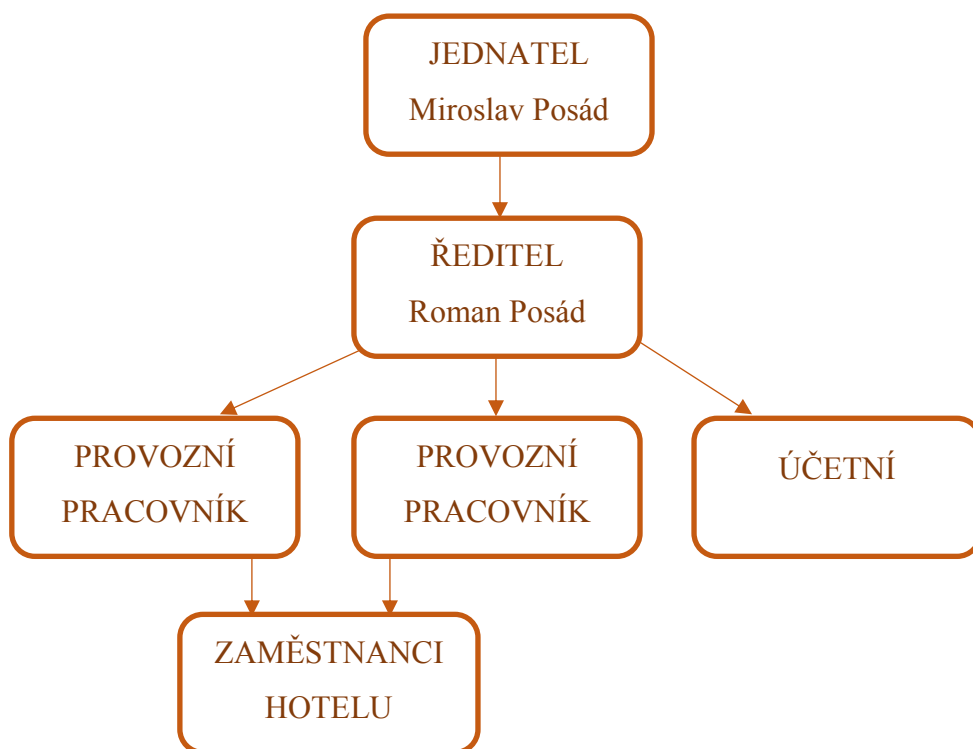 JEDNATEL
Miroslav Posád
ŘEDITEL
Roman Posád
PROVOZNÍ
PRACOVNÍK
PROVOZNÍ
PRACOVNÍK
ÚČETNÍ
ZAMĚSTNANCI
HOTELU